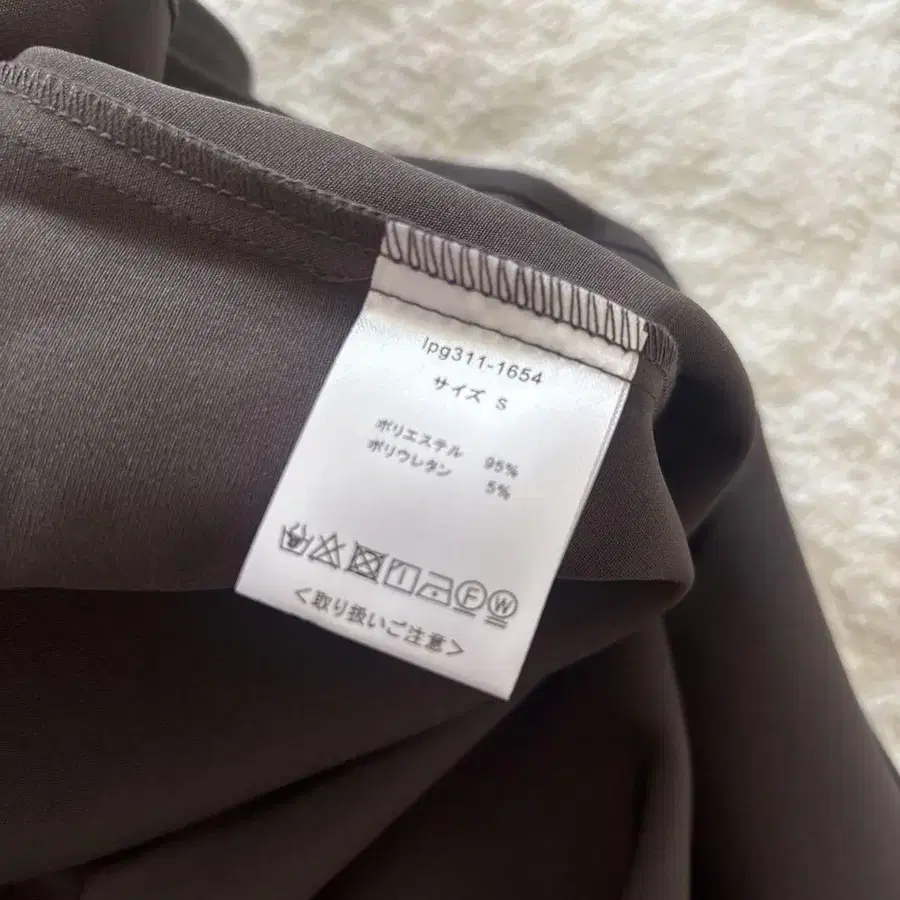 lpg311-1654
サイズ S
ポリエステル 95%
ポリウレタン 5%
F W
<取り扱いご注意>